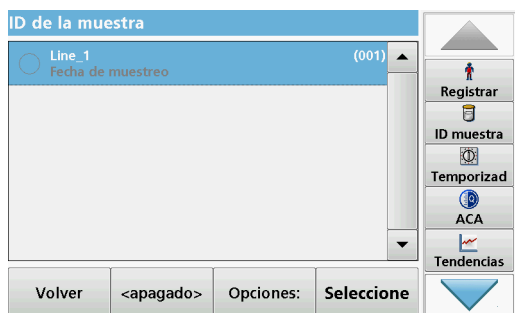 ID de la muestra
Line_1 (001)
Fecha de muestreo
Registrar
ID muestra
Temporizad
ACA
Tendencias
Volver
<apagado>
Opciones:
Seleccione